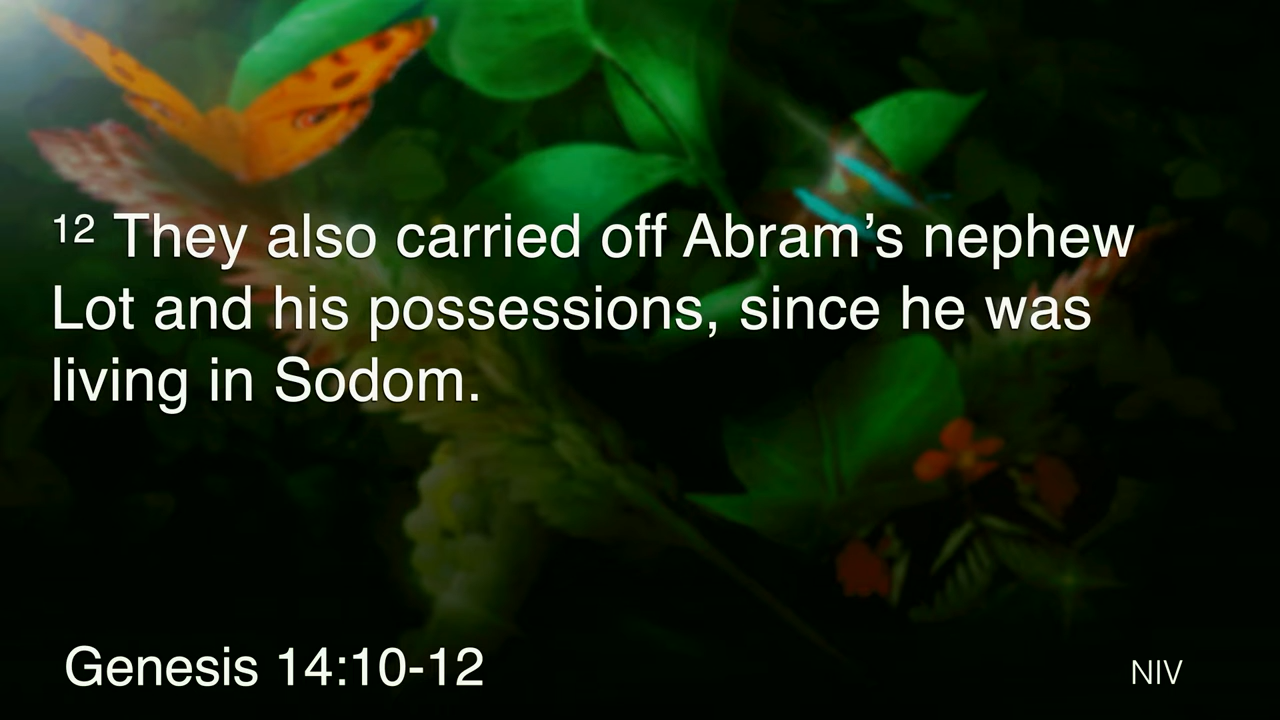 12 They also carried off Abram’s nephew
Lot and his possessions, since he was
living in Sodom.
Genesis 14:10-12
NIV